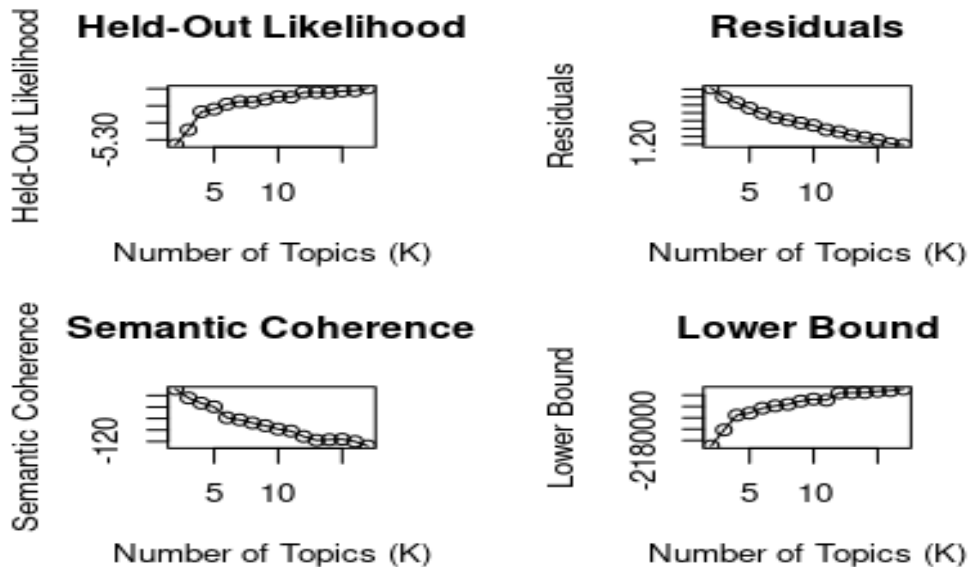 Held-Out Likelihood
Held-Out Likelihood
-5.30
5 10
Number of Topics (K)
Residuals
Residuals
1.20
5 10
Number of Topics (K)
Semantic Coherence
Semantic Coherence
-120
5 10
Number of Topics (K)
Lower Bound
Lower Bound
-2180000
5 10
Number of Topics (K)